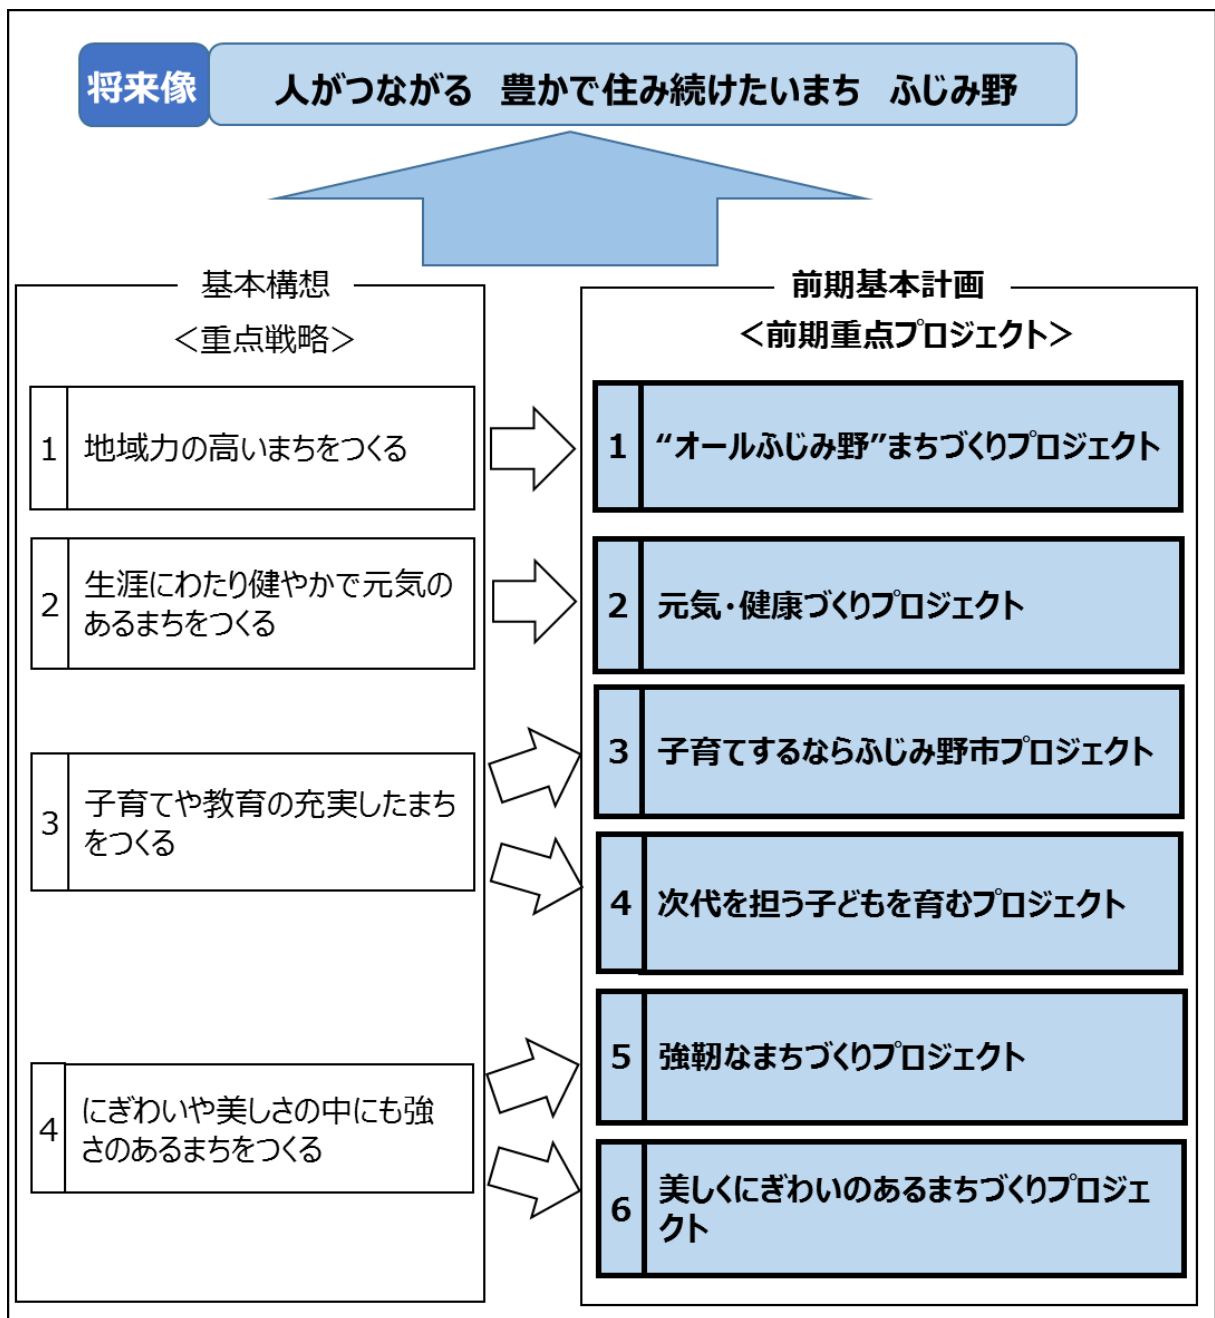 将来像
人がつながる 豊かで住み続けたいまち ふじみ野
基本構想
＜重点戦略＞
1
地域力の高いまちをつくる
2
生涯にわたり健やかで元気の
あるまちをつくる
3
子育てや教育の充実したまち
をつくる
4
にぎわいや美しさの中にも強
さのあるまちをつくる
前期基本計画
＜前期重点プロジェクト＞
1
“オールふじみ野”まちづくりプロジェクト
2
元気・健康づくりプロジェクト
3
子育てするならふじみ野市プロジェクト
4
次代を担う子どもを育むプロジェクト
5
強靭なまちづくりプロジェクト
6
美しくにぎわいのあるまちづくりプロジェ
クト